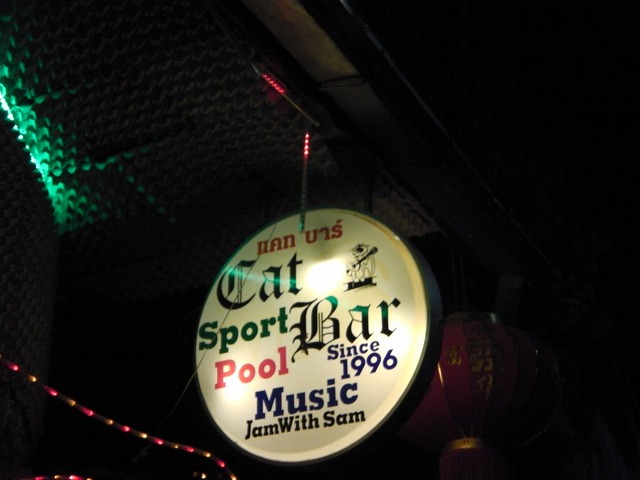 แคท บาร์
Cat
Bar
Sport
Pool
Since
1996
Music
JamWith Sam